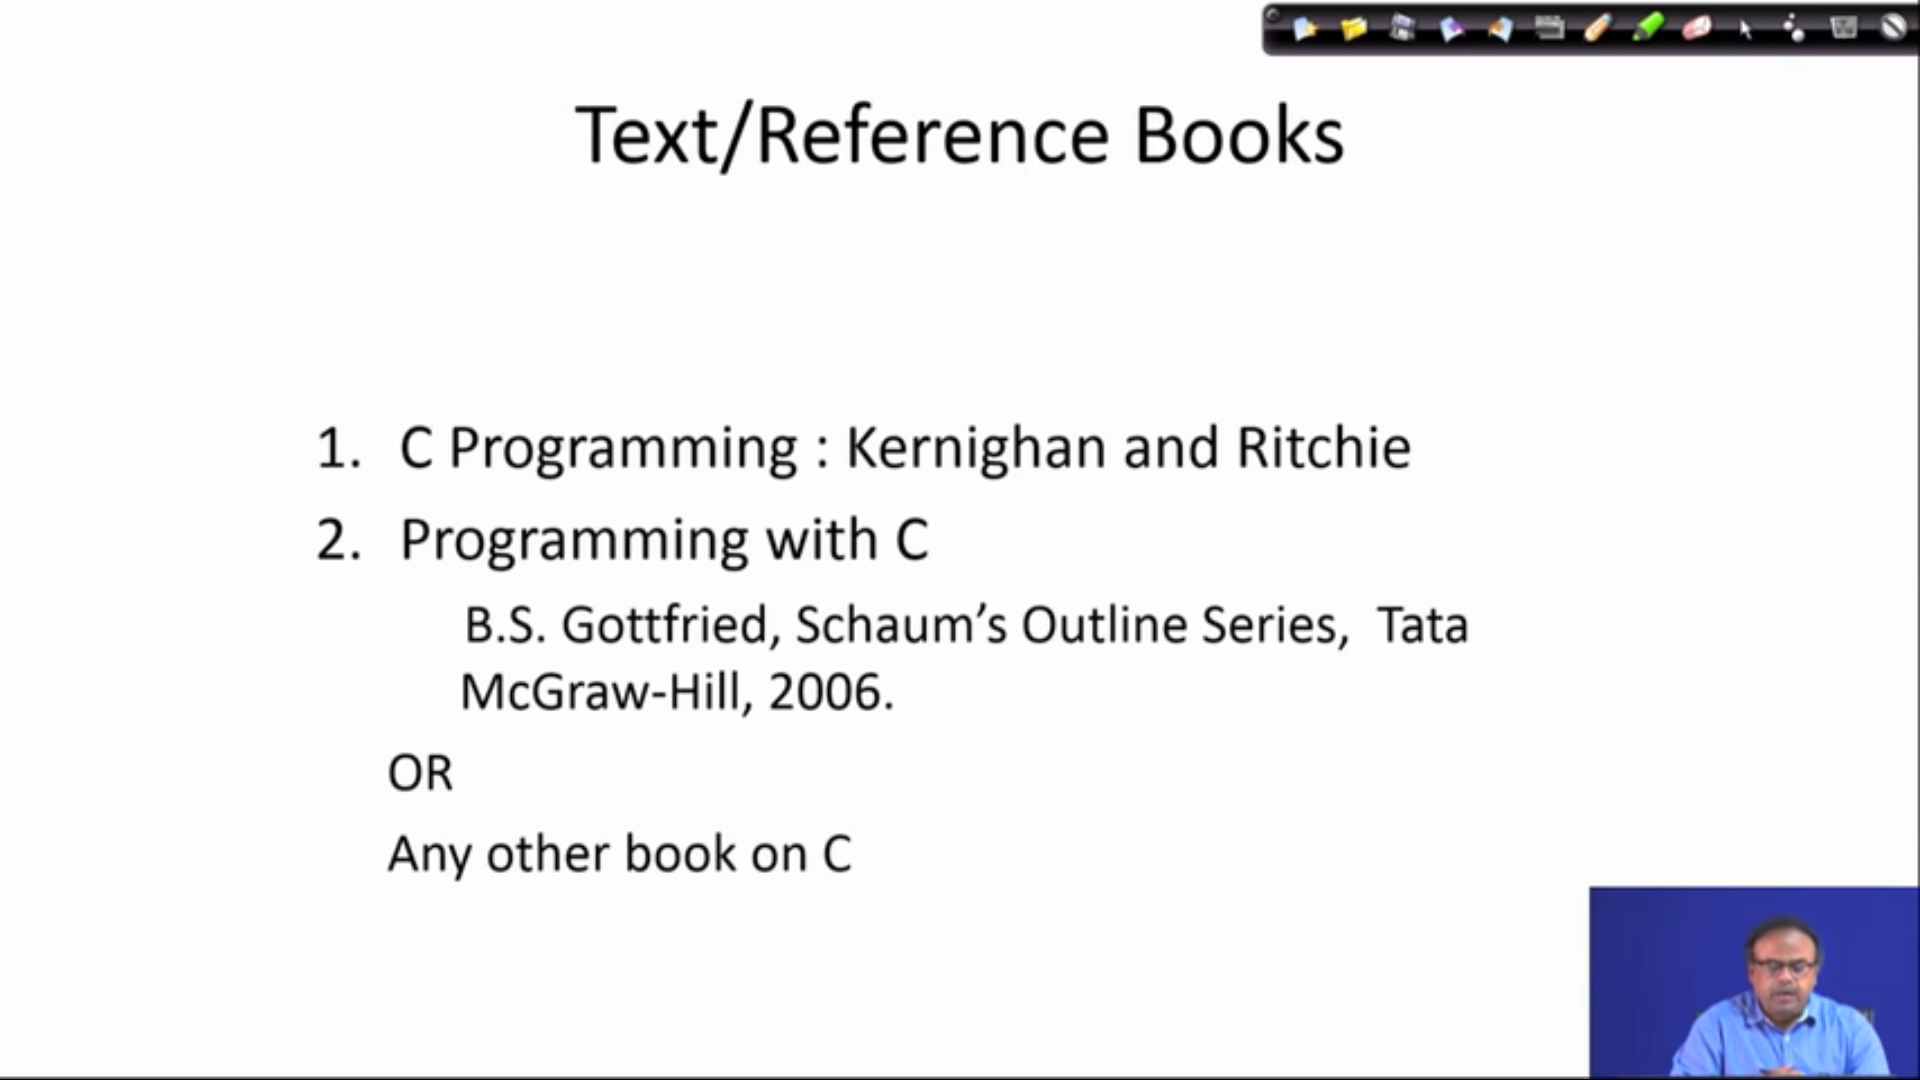 Text/Reference Books
1. C Programming : Kernighan and Ritchie
2. Programming with C
B.S. Gottfried, Schaum’s Outline Series, Tata
McGraw-Hill, 2006.
OR
Any other book on C